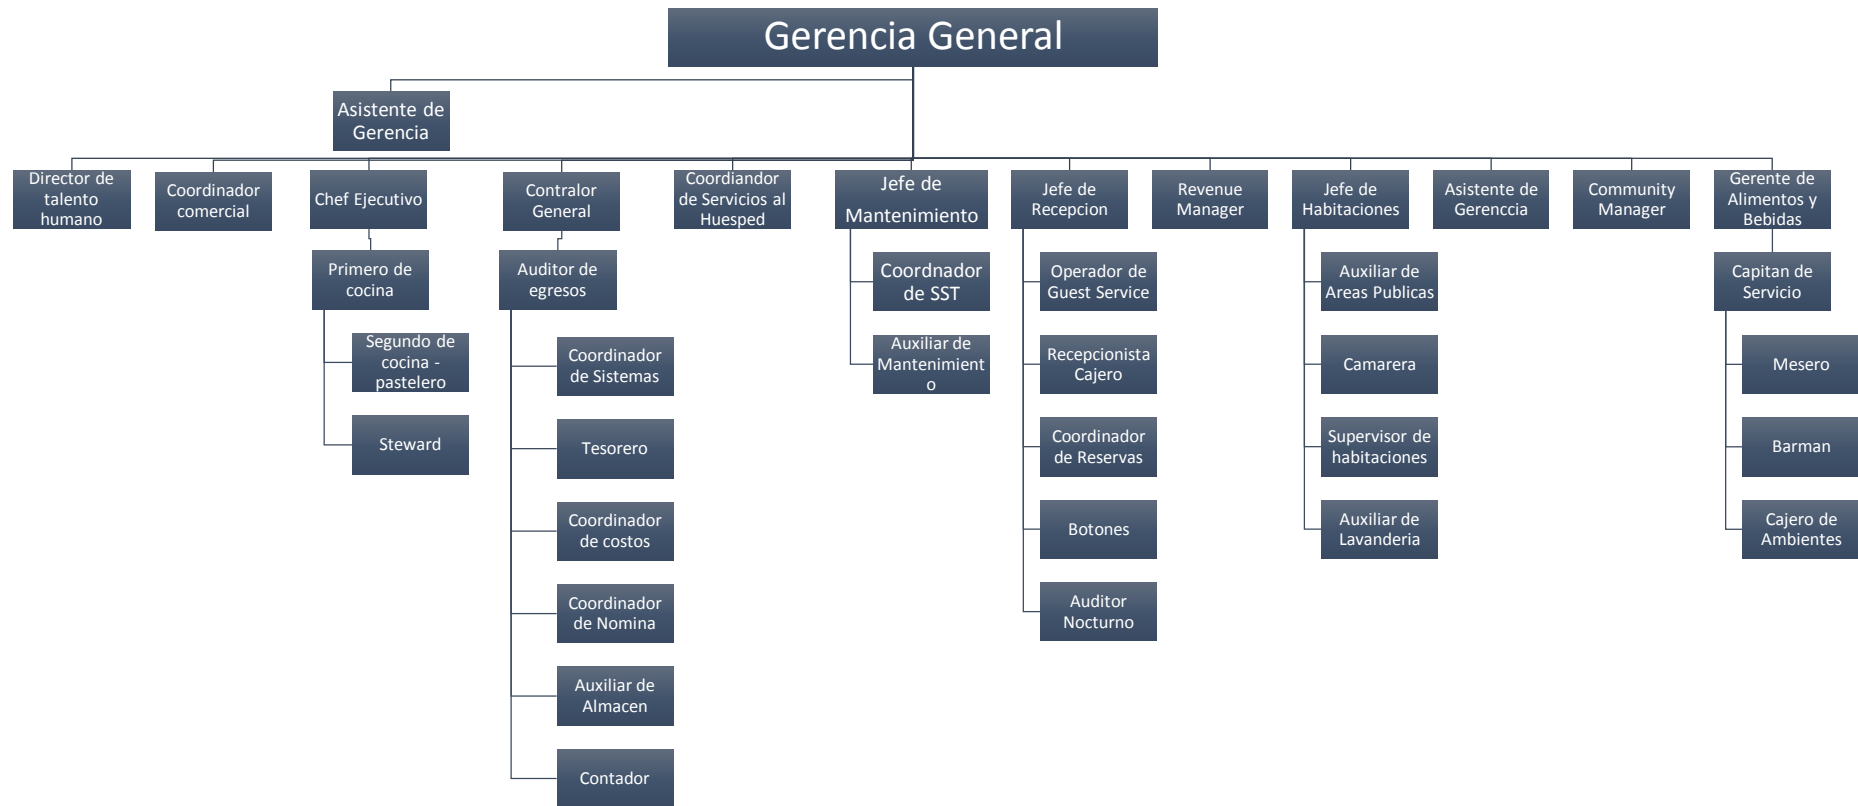 Gerencia General
Asistente de
Gerencia
Director de
talento
humano
Coordinador
comercial
Chef Ejecutivo
Contralor
General
Coordiandor
de Servicios al
Huesped
Jefe de
Mantenimiento
Jefe de
Recepcion
Revenue
Manager
Jefe de
Habitaciones
Asistente de
Gerenccia
Community
Manager
Gerente de
Alimentos y
Bebidas
Primero de
cocina
Segundo de
cocina -
pastelero
Steward
Auditor de
egresos
Coordinador
de Sistemas
Tesorero
Coordinador
de costos
Coordinador
de Nomina
Auxiliar de
Almacen
Contador
Coordnador
de SST
Auxiliar de
Mantenimient
o
Operador de
Guest Service
Recepcionista
Cajero
Coordinador
de Reservas
Botones
Auditor
Nocturno
Auxiliar de
Areas Publicas
Camarera
Supervisor de
habitaciones
Auxiliar de
Lavanderia
Capitan de
Servicio
Mesero
Barman
Cajero de
Ambientes